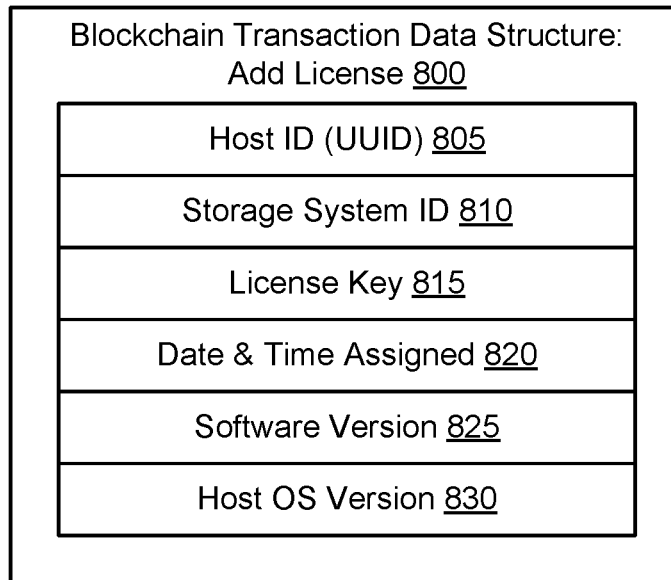 Blockchain Transaction Data Structure:
Add License 800
Host ID (UUID) 805
Storage System ID 810
License Key 815
Date & Time Assigned 820
Software Version 825
Host OS Version 830